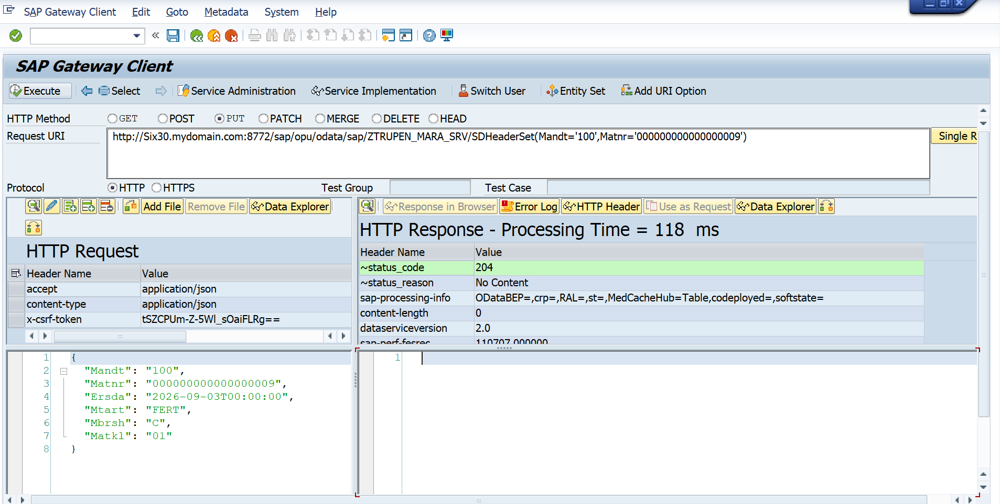 SAP Gateway Client Edit Goto Metadata System Help
SAP Gateway Client
Execute Select Service Administration Service Implementation Switch User Entity Set Add URI Option
HTTP Method GET POST PUT PATCH MERGE DELETE HEAD
Request URI http://Six30.mydomain.com:8772/sap/opu/odata/sap/ZTRUPEN_MARA_SRV/SDHeaderSet(Mandt='100',Matnr='000000000000000009') Single R
Protocol HTTP HTTPS Test Group Test Case
Add File Remove File Data Explorer
HTTP Request
Header Name Value
accept application/json
content-type application/json
x-csrf-token tSZCPUm-Z-5Wl_sOaiFLRg==
1 {
2 "Mandt": "100",
3 "Matnr": "000000000000000009",
4 "Ersda": "2026-09-03T00:00:00",
5 "Mtart": "FERT",
6 "Mbrsh": "C",
7 "Matkl": "01"
8 }
Response in Browser Error Log HTTP Header Use as Request Data Explorer
HTTP Response - Processing Time = 118 ms
Header Name Value
~status_code 204
~status_reason No Content
sap-processing-info ODataBEP=,crp=,RAL=,st=,MedCacheHub=Table,codeployed=,softstate=
content-length 0
dataserviceversion 2.0
sap-perf-fesrec 110707.000000
1